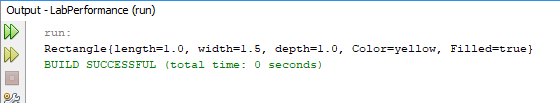 Output - LabPerformance (run)
run:
Rectangle{length=1.0, width=1.5, depth=1.0, Color=yellow, Filled=true}
BUILD SUCCESSFUL (total time: 0 seconds)